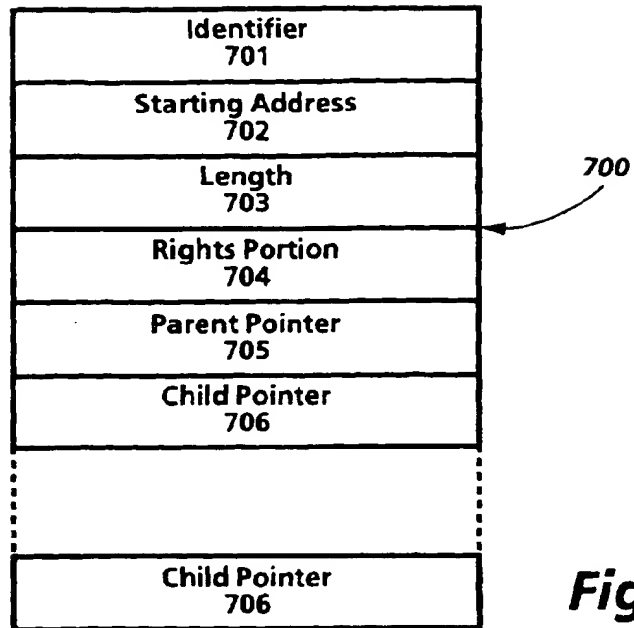 Identifier
701
Starting Address
702
Length
703
700
Rights Portion
704
Parent Pointer
705
Child Pointer
706
Child Pointer
706
Fig